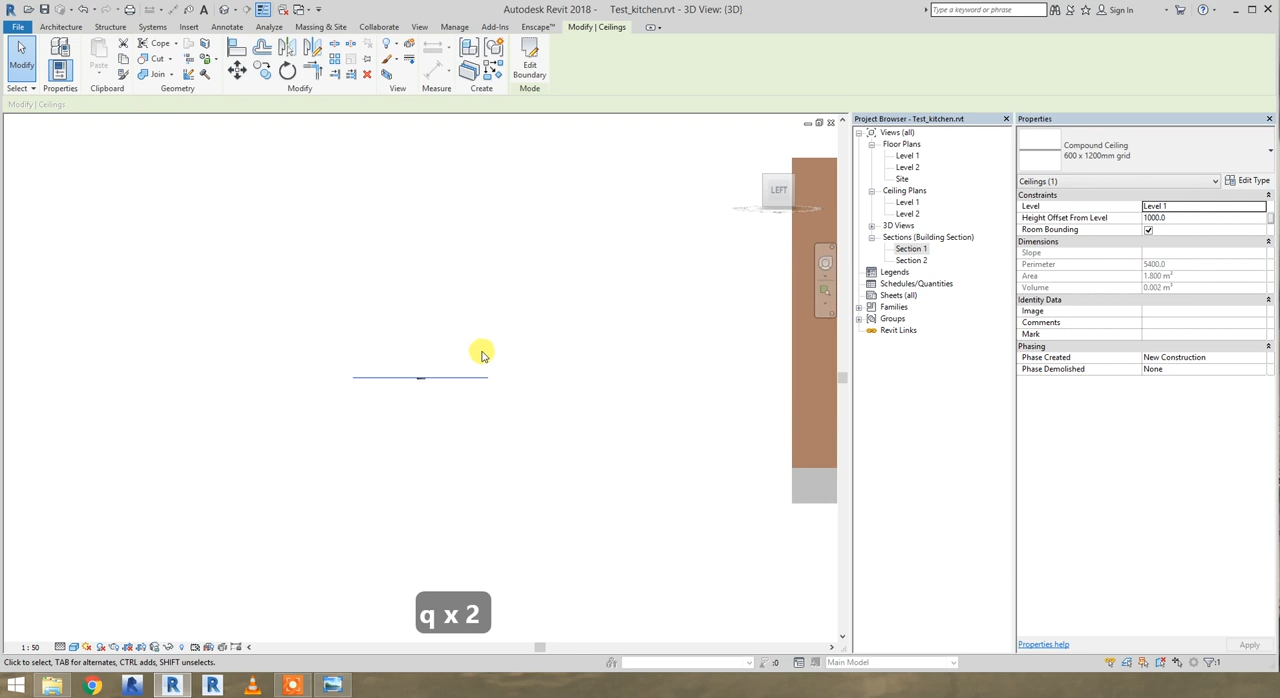 Autodesk Revit 2018 - Test_kitchen.rvt - 3D View: {3D}
Type a keyword or phrase
Sign In
File Architecture Structure Systems Insert Annotate Analyze Massing & Site Collaborate View Manage Add-Ins Enscape™ Modify | Ceilings
Modify
Paste
Cope
Cut
Join
Edit Boundary
Select Properties Clipboard Geometry Modify View Measure Create Mode
Modify | Ceilings
LEFT
q x 2
Project Browser - Test_kitchen.rvt
Views (all)
Floor Plans
Level 1
Level 2
Site
Ceiling Plans
Level 1
Level 2
3D Views
Sections (Building Section)
Section 1
Section 2
Legends
Schedules/Quantities
Sheets (all)
Families
Groups
Revit Links
Properties
Compound Ceiling
600 x 1200mm grid
Ceilings (1) Edit Type
Constraints
Level Level 1
Height Offset From Level 1000.0
Room Bounding
Dimensions
Slope
Perimeter 5400.0
Area 1.800 m²
Volume 0.002 m³
Identity Data
Image
Comments
Mark
Phasing
Phase Created New Construction
Phase Demolished None
Properties help Apply
1 : 50
Click to select, TAB for alternates, CTRL adds, SHIFT unselects. :0 Main Model :1